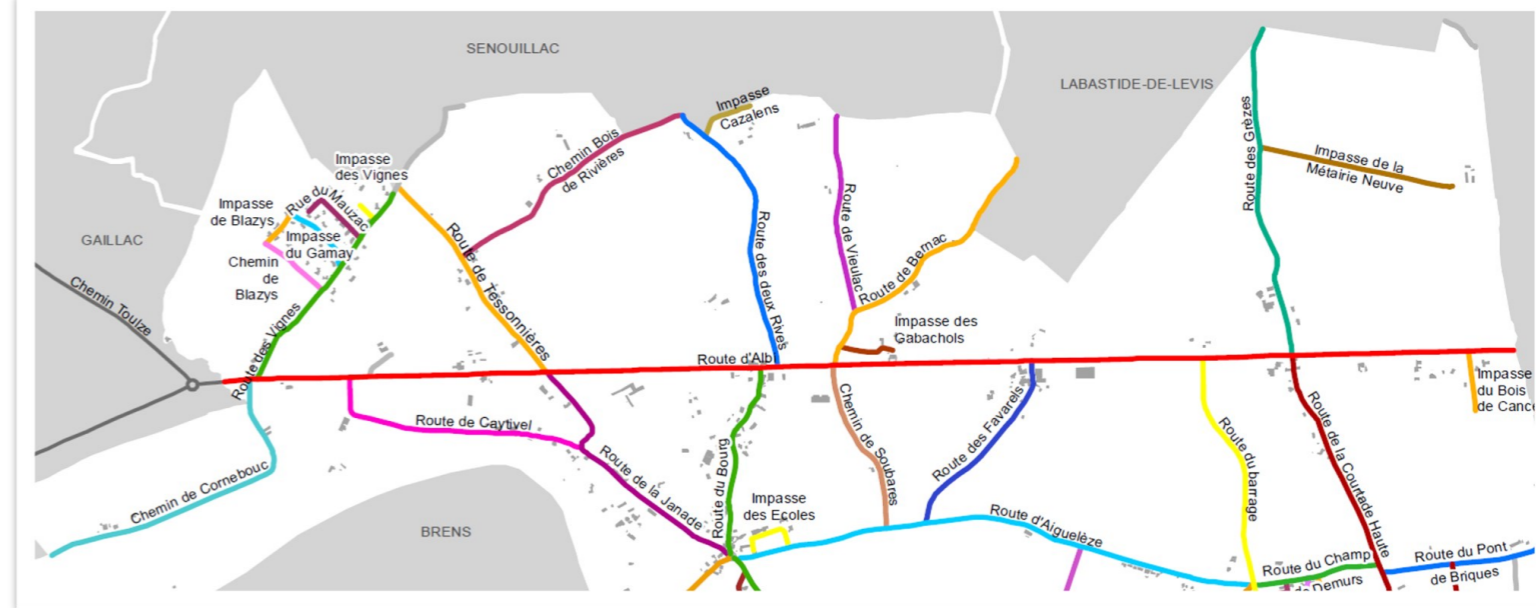 SENOUILLAC
LABASTIDE-DE-LEVIS
GAILLAC
BRENS
Impasse
des Vignes
Impasse
de Blazys
Rue du Mauzac
Impasse
du Gamay
Chemin
de
Blazys
Chemin Touize
Route des Vignes
Chemin de Cornebouc
Route de Tessonnières
Chemin Bois
de Rivières
Impasse
Cazalens
Route des deux Rives
Route de Vieulac
Route de Bernac
Impasse des
Gabachols
Route d'Albi
Route des Grèzes
Impasse de la
Métairie Neuve
Route de Caytivel
Route de la Janade
Route du Bourg
Impasse
des Ecoles
Chemin de Soubares
Route des Favarels
Route d'Aiguelèze
Route du barrage
Route de la Courtade Haute
Impasse
du Bois
de Cance
Route du Champ
de Demurs
Route du Pont
de Briques